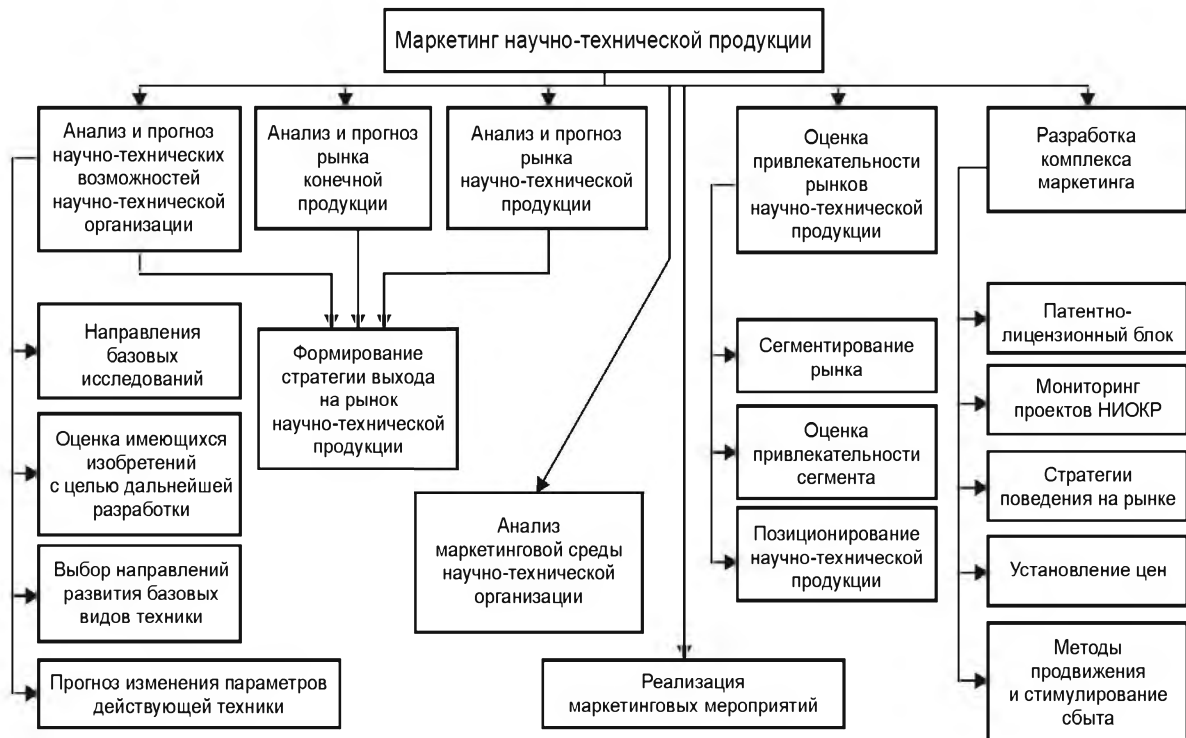 Маркетинг научно-технической продукции
Анализ и прогноз
научно-технических
возможностей
научно-технической
организации
Анализ и прогноз
рынка
конечной
продукции
Анализ и прогноз
рынка
научно-технической
продукции
Оценка
привлекательности
рынков
научно-технической
продукции
Разработка
комплекса
маркетинга
Направления
базовых
исследований
Оценка имеющихся
изобретений
с целью дальнейшей
разработки
Выбор направлений
развития базовых
видов техники
Прогноз изменения параметров
действующей техники
Формирование
стратегии выхода
на рынок
научно-технической
продукции
Анализ
маркетинговой среды
научно-технической
организации
Реализация
маркетинговых мероприятий
Сегментирование
рынка
Оценка
привлекательности
сегмента
Позиционирование
научно-технической
продукции
Патентно-
лицензионный блок
Мониторинг
проектов НИОКР
Стратегии
поведения на рынке
Установление цен
Методы
продвижения
и стимулирование
сбыта